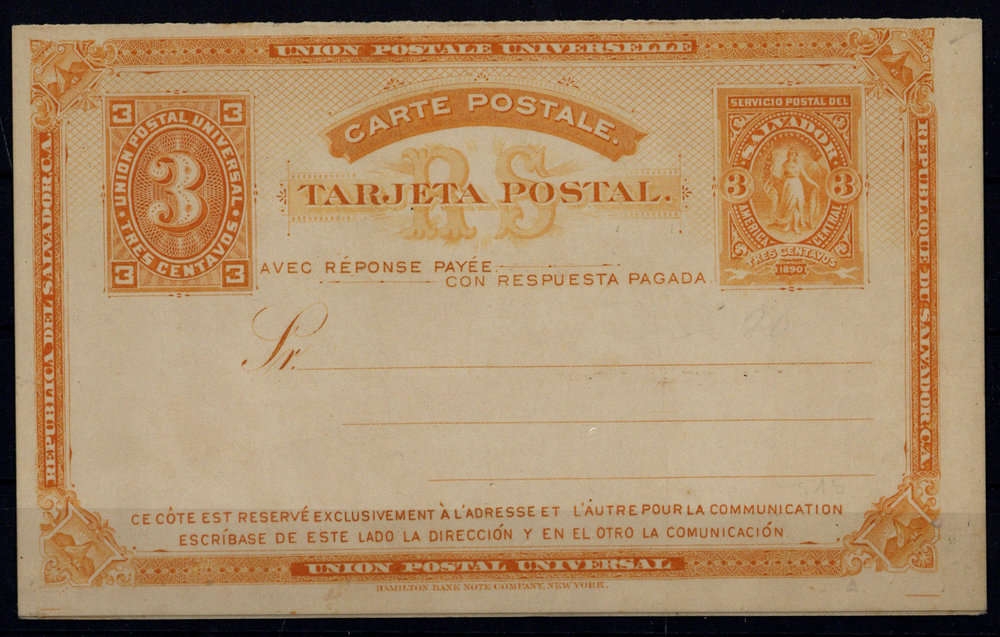 UNION POSTALE UNIVERSELLE
REPUBLICA DEL SALVADOR C.A.
3 3
UNION POSTAL UNIVERSAL
3
TRES CENTAVOS
3 3
CARTE POSTALE.
RS
TARJETA POSTAL.
SERVICIO POSTAL DEL
SALVADOR
3 3
AMERICA CENTRAL
TRES CENTAVOS
1890
REPUBLIQUE DU SALVADOR C.A.
AVEC RÉPONSE PAYÉE
CON RESPUESTA PAGADA
Sr.
CE CÔTE EST RESERVÉ EXCLUSIVEMENT À L'ADRESSE ET L'AUTRE POUR LA COMMUNICATION
ESCRÍBASE DE ESTE LADO LA DIRECCIÓN Y EN EL OTRO LA COMUNICACIÓN
UNION POSTAL UNIVERSAL
HAMILTON BANK NOTE COMPANY, NEW YORK.